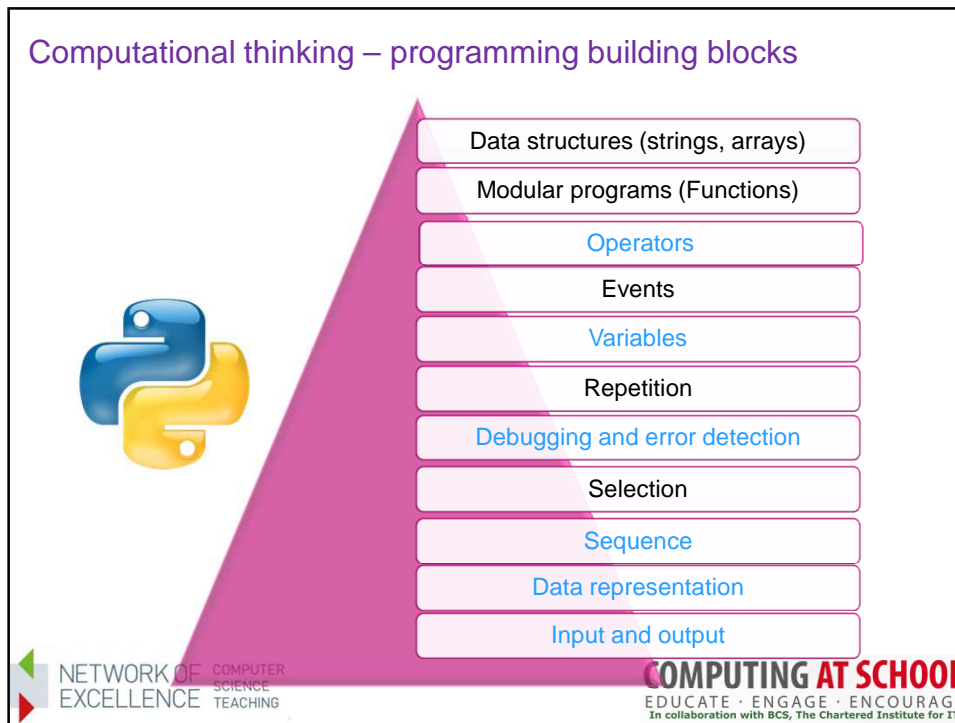 Computational thinking – programming building blocks
Data structures (strings, arrays)
Modular programs (Functions)
Operators
Events
Variables
Repetition
Debugging and error detection
Selection
Sequence
Data representation
Input and output
NETWORK OF EXCELLENCE
COMPUTER SCIENCE TEACHING
COMPUTING AT SCHOOL
EDUCATE · ENGAGE · ENCOURAG
In collaboration with BCS, The Chartered Institute for IT